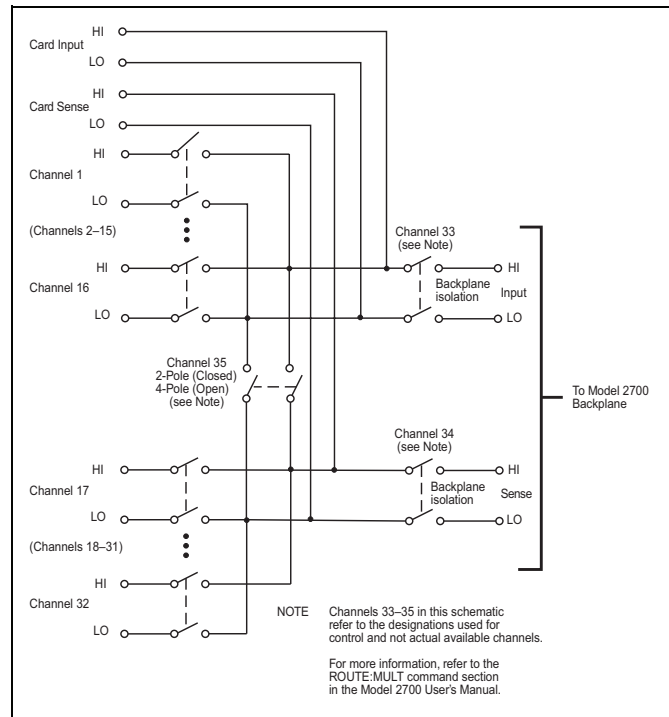 HI
Card Input
LO
HI
Card Sense
LO
HI
Channel 1
LO
(Channels 2–15)
Channel 33
(see Note)
HI
Channel 16
LO
Backplane
isolation
HI
Input
LO
Channel 35
2-Pole (Closed)
4-Pole (Open)
(see Note)
To Model 2700
Backplane
Channel 34
(see Note)
HI
Channel 17
LO
Backplane
isolation
HI
Sense
LO
(Channels 18–31)
HI
Channel 32
LO
NOTE Channels 33–35 in this schematic
refer to the designations used for
control and not actual available channels.
For more information, refer to the
ROUTE:MULT command section
in the Model 2700 User's Manual.